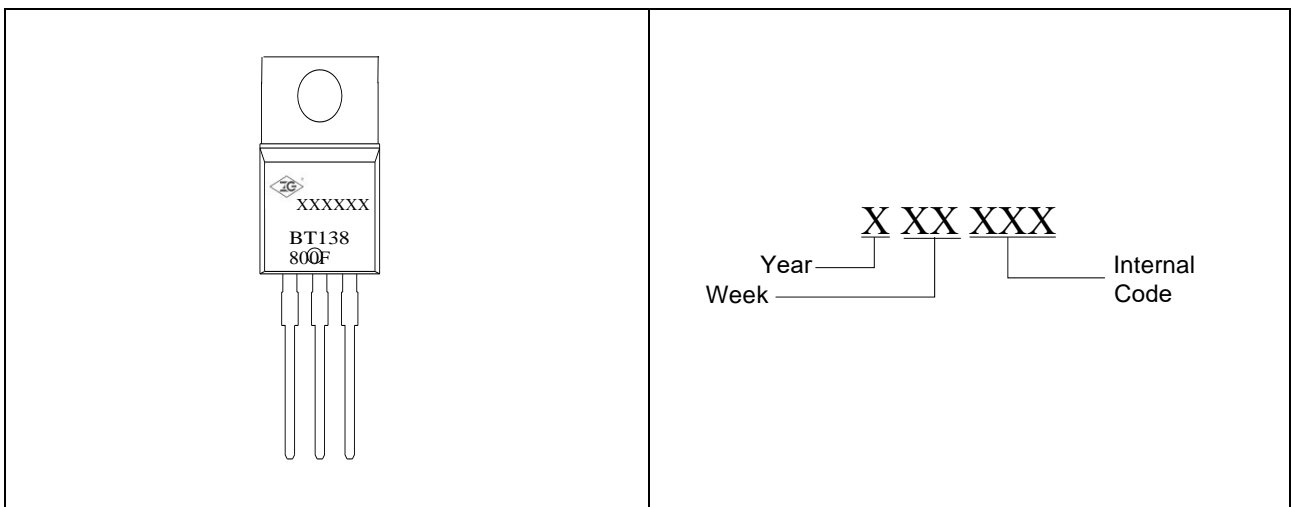 XXXXXX
BT138
800F
X XX XXX
Year
Week
Internal
Code